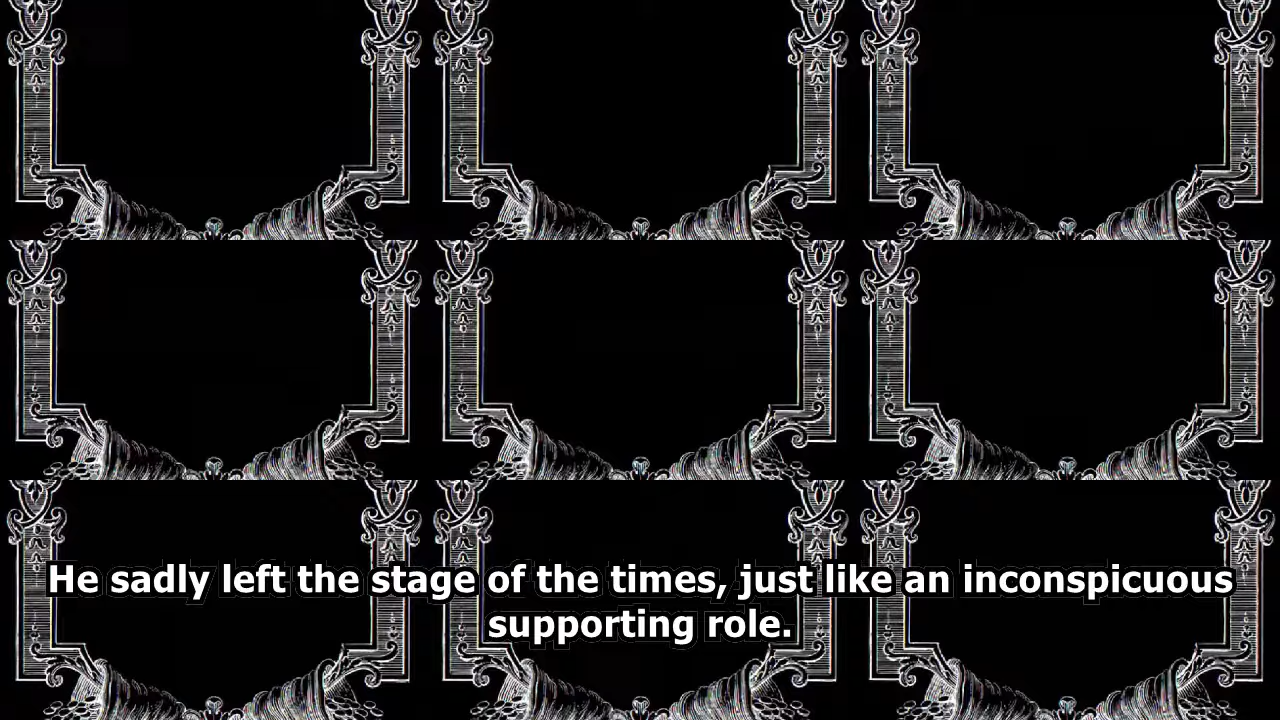 He sadly left the stage of the times, just like an inconspicuous
supporting role.